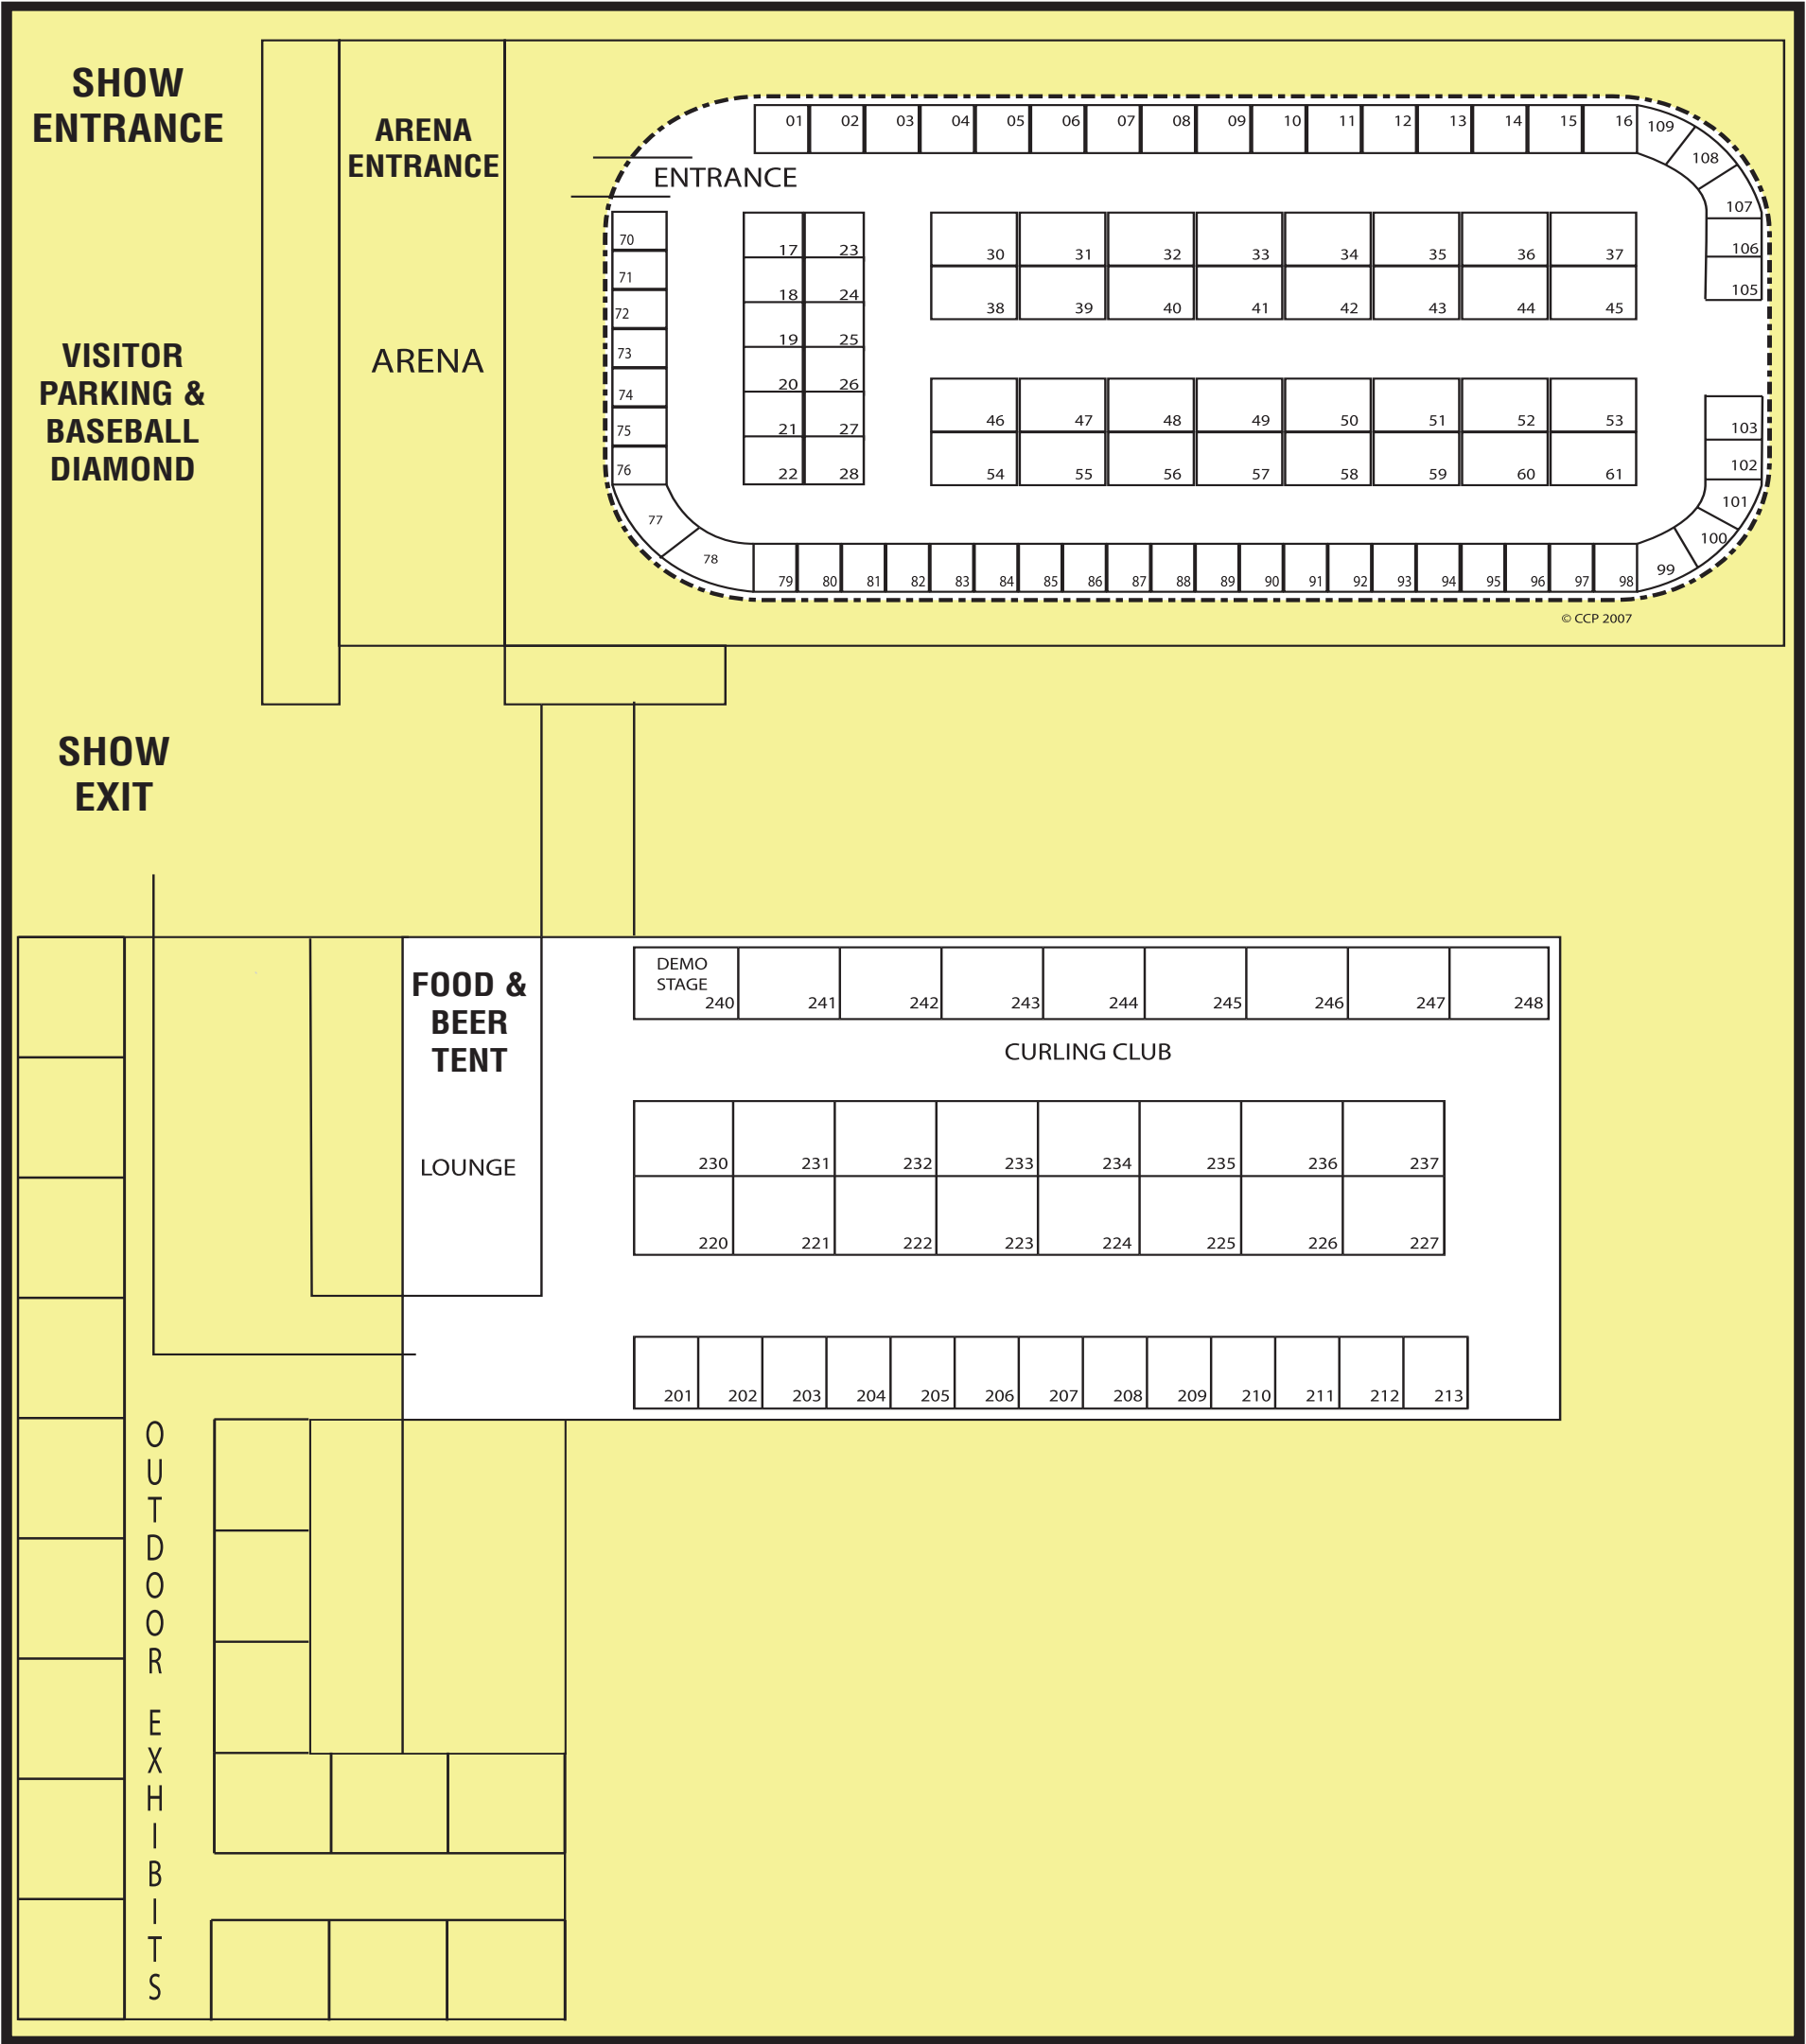 SHOW
ENTRANCE
ARENA
ENTRANCE
VISITOR
PARKING &
BASEBALL
DIAMOND
ARENA
ENTRANCE
01 02 03 04 05 06 07 08 09 10 11 12 13 14 15 16 109
108
107
106
105
70
71
72
73
74
75
76
77
78
17 23
18 24
19 25
20 26
21 27
22 28
30 31 32 33 34 35 36 37
38 39 40 41 42 43 44 45
46 47 48 49 50 51 52 53
54 55 56 57 58 59 60 61
103
102
101
100
99
79 80 81 82 83 84 85 86 87 88 89 90 91 92 93 94 95 96 97 98
© CCP 2007
SHOW
EXIT
FOOD &
BEER
TENT
LOUNGE
DEMO
STAGE
240 241 242 243 244 245 246 247 248
CURLING CLUB
230 231 232 233 234 235 236 237
220 221 222 223 224 225 226 227
201 202 203 204 205 206 207 208 209 210 211 212 213
OUTDOOR EXHIBITS